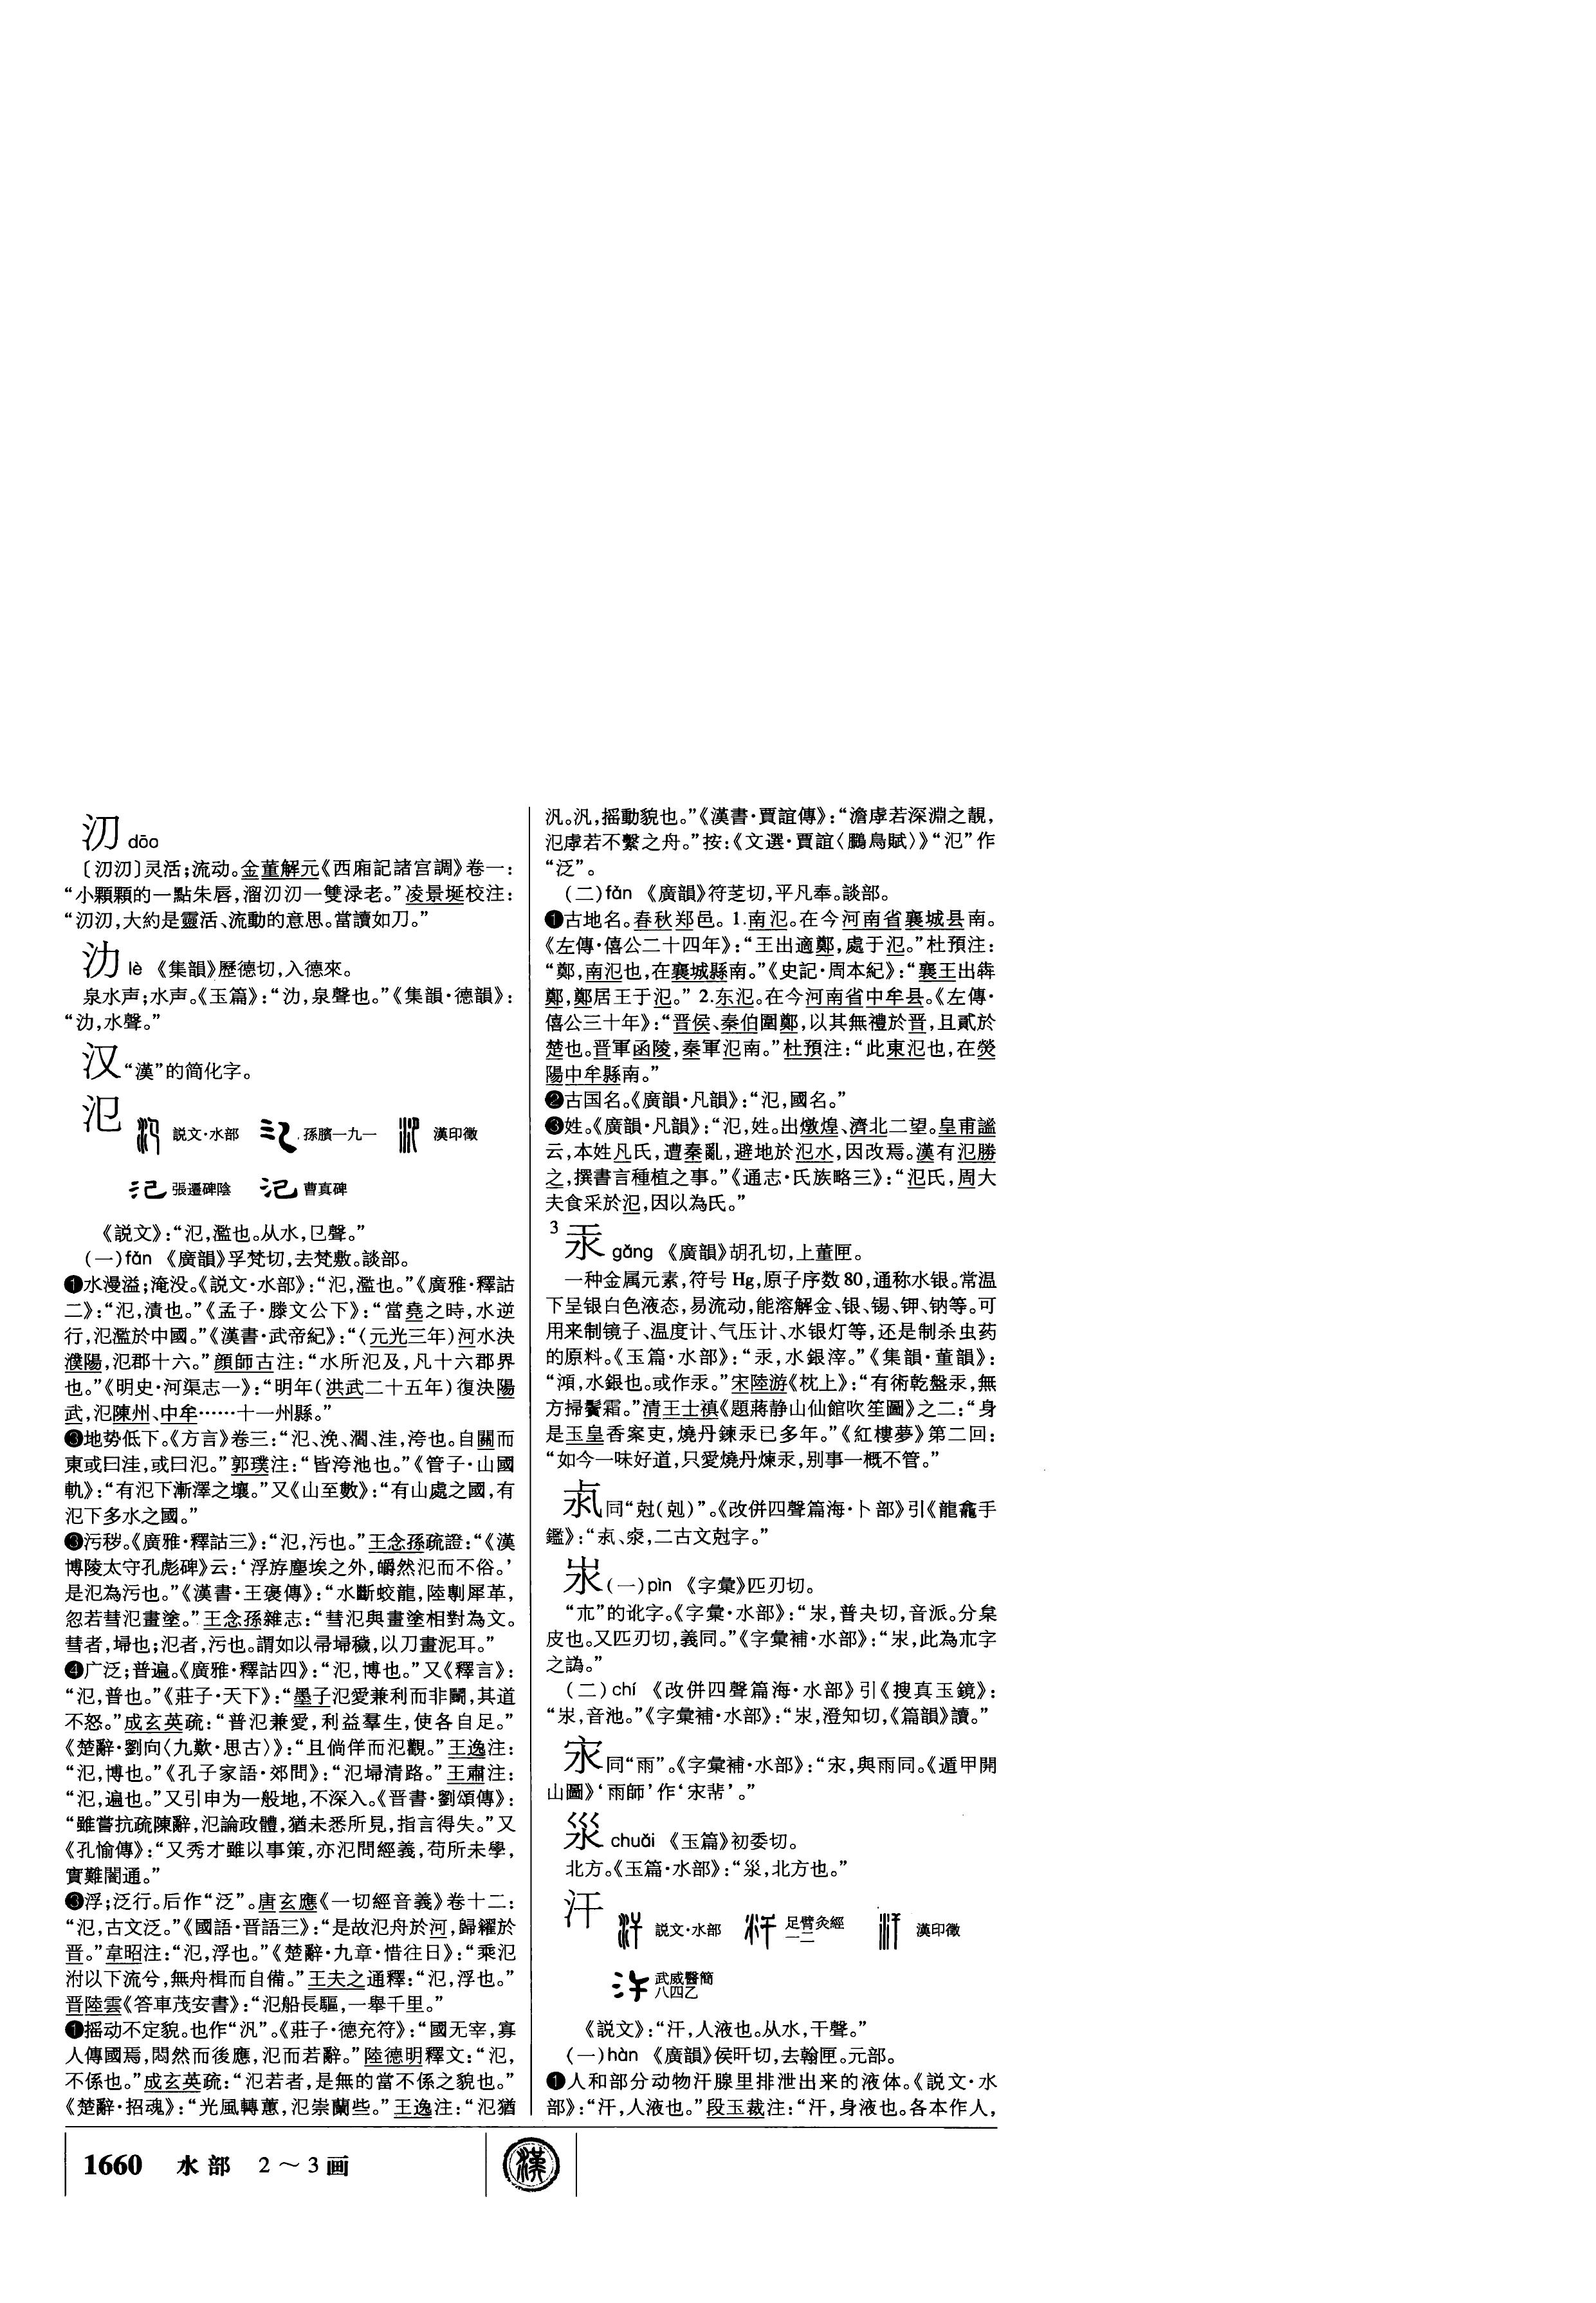 汈 dāo
〔汈汈〕灵活；流动。金董解元《西廂記諸宫調》卷一：
“小顆顆的一點朱唇，溜汈汈一雙渌老。”凌景埏校注：
“汈汈，大約是靈活、流動的意思。當讀如刀。”
氻 lè 《集韻》歷德切，入德來。
泉水声；水声。《玉篇》：“氻，泉聲也。”《集韻·德韻》：
“氻，水聲。”
汉 “漢”的简化字。
氾 説文·水部 孫臏一九一 漢印徵
張遷碑陰 曹真碑
《説文》：“氾，濫也。从水，㔾聲。”
（一）fàn 《廣韻》孚梵切，去梵敷。談部。
❶水漫溢；淹没。《説文·水部》：“氾，濫也。”《廣雅·釋詁
二》：“氾，漬也。”《孟子·滕文公下》：“當堯之時，水逆
行，氾濫於中國。”《漢書·武帝紀》：“（元光三年）河水決
濮陽，氾郡十六。”顔師古注：“水所氾及，凡十六郡界
也。”《明史·河渠志一》：“明年（洪武二十五年）復決陽
武，氾陳州、中牟……十一州縣。”
❸地势低下。《方言》卷三：“氾、浼、澗、洼，洿也。自關而
東或曰洼，或曰氾。”郭璞注：“皆洿池也。”《管子·山國
軌》：“有氾下漸澤之壤。”又《山至數》：“有山處之國，有
氾下多水之國。”
❸污秽。《廣雅·釋詁三》：“氾，污也。”王念孫疏證：“《漢
博陵太守孔彪碑》云：‘浮斿塵埃之外，皭然氾而不俗。’
是氾為污也。”《漢書·王褒傳》：“水斷蛟龍，陸剸犀革，
忽若彗氾畫塗。”王念孫雜志：“彗氾與畫塗相對為文。
彗者，埽也；氾者，污也。謂如以帚埽穢，以刀畫泥耳。”
❹广泛；普遍。《廣雅·釋詁四》：“氾，博也。”又《釋言》：
“氾，普也。”《莊子·天下》：“墨子氾愛兼利而非鬭，其道
不怒。”成玄英疏：“普氾兼愛，利益羣生，使各自足。”
《楚辭·劉向〈九歎·思古〉》：“且倘佯而氾觀。”王逸注：
“氾，博也。”《孔子家語·郊問》：“氾埽清路。”王肅注：
“氾，遍也。”又引申为一般地，不深入。《晋書·劉頌傳》：
“雖嘗抗疏陳辭，氾論政體，猶未悉所見，指言得失。”又
《孔愉傳》：“又秀才雖以事策，亦氾問經義，苟所未學，
實難闇通。”
❸浮；泛行。后作“泛”。唐玄應《一切經音義》卷十二：
“氾，古文泛。”《國語·晋語三》：“是故氾舟於河，歸糴於
晋。”韋昭注：“氾，浮也。”《楚辭·九章·惜往日》：“乘氾
泭以下流兮，無舟楫而自備。”王夫之通釋：“氾，浮也。”
晋陸雲《答車茂安書》：“氾船長驅，一舉千里。”
❶摇动不定貌。也作“汎”。《莊子·德充符》：“國无宰，寡
人傳國焉，悶然而後應，氾而若辭。”陸德明釋文：“氾，
不係也。”成玄英疏：“氾若者，是無的當不係之貌也。”
《楚辭·招魂》：“光風轉蕙，氾崇蘭些。”王逸注：“氾猶
汎。汎，摇動貌也。”《漢書·賈誼傳》：“澹虖若深淵之靚，
氾虖若不繫之舟。”按：《文選·賈誼〈鵩鳥賦〉》“氾”作
“泛”。
（二）fán 《廣韻》符芝切，平凡奉。談部。
❶古地名。春秋郑邑。1.南氾。在今河南省襄城县南。
《左傳·僖公二十四年》：“王出適鄭，處于氾。”杜預注：
“鄭，南氾也，在襄城縣南。”《史記·周本紀》：“襄王出犇
鄭，鄭居王于氾。” 2.东氾。在今河南省中牟县。《左傳·
僖公三十年》：“晋侯、秦伯圍鄭，以其無禮於晋，且貳於
楚也。晋軍函陵，秦軍氾南。”杜預注：“此東氾也，在熒
陽中牟縣南。”
❷古国名。《廣韻·凡韻》：“氾，國名。”
❸姓。《廣韻·凡韻》：“氾，姓。出燉煌、濟北二望。皇甫謐
云，本姓凡氏，遭秦亂，避地於氾水，因改焉。漢有氾勝
之，撰書言種植之事。”《通志·氏族略三》：“氾氏，周大
夫食采於氾，因以為氏。”
3 汞 gǒng 《廣韻》胡孔切，上董匣。
一种金属元素，符号Hg，原子序数80，通称水银。常温
下呈银白色液态，易流动，能溶解金、银、锡、钾、钠等。可
用来制镜子、温度计、气压计、水银灯等，还是制杀虫药
的原料。《玉篇·水部》：“汞，水銀滓。”《集韻·董韻》：
“澒，水銀也。或作汞。”宋陸游《枕上》：“有術乾盤汞，無
方掃鬢霜。”清王士禛《題蔣静山仙館吹笙圖》之二：“身
是玉皇香案吏，燒丹鍊汞已多年。”《紅樓夢》第二回：
“如今一味好道，只愛燒丹煉汞，别事一概不管。”
同“尅（剋）”。《改併四聲篇海·卜部》引《龍龕手
鑑》：“，二古文尅字。”
（一）pìn 《字彙》匹刃切。
“𣎳”的讹字。《字彙·水部》：“，普夬切，音派。分枲
皮也。又匹刃切，義同。”《字彙補·水部》：“，此為𣎳字
之譌。”
（二）chí 《改併四聲篇海·水部》引《搜真玉鏡》：
“，音池。”《字彙補·水部》：“，澄知切，《篇韻》讀。”
同“雨”。《字彙補·水部》：“，與雨同。《遁甲開
山圖》‘雨師’作‘’。”
chuǎi 《玉篇》初委切。
北方。《玉篇·水部》：“，北方也。”
汗 説文·水部 足臂灸經一二 漢印徵
武威醫簡八四乙
《説文》：“汗，人液也。从水，干聲。”
（一）hàn 《廣韻》侯旰切，去翰匣。元部。
❶人和部分动物汗腺里排泄出来的液体。《説文·水
部》：“汗，人液也。”段玉裁注：“汗，身液也。各本作人，
1660 水部 2～3画
漢